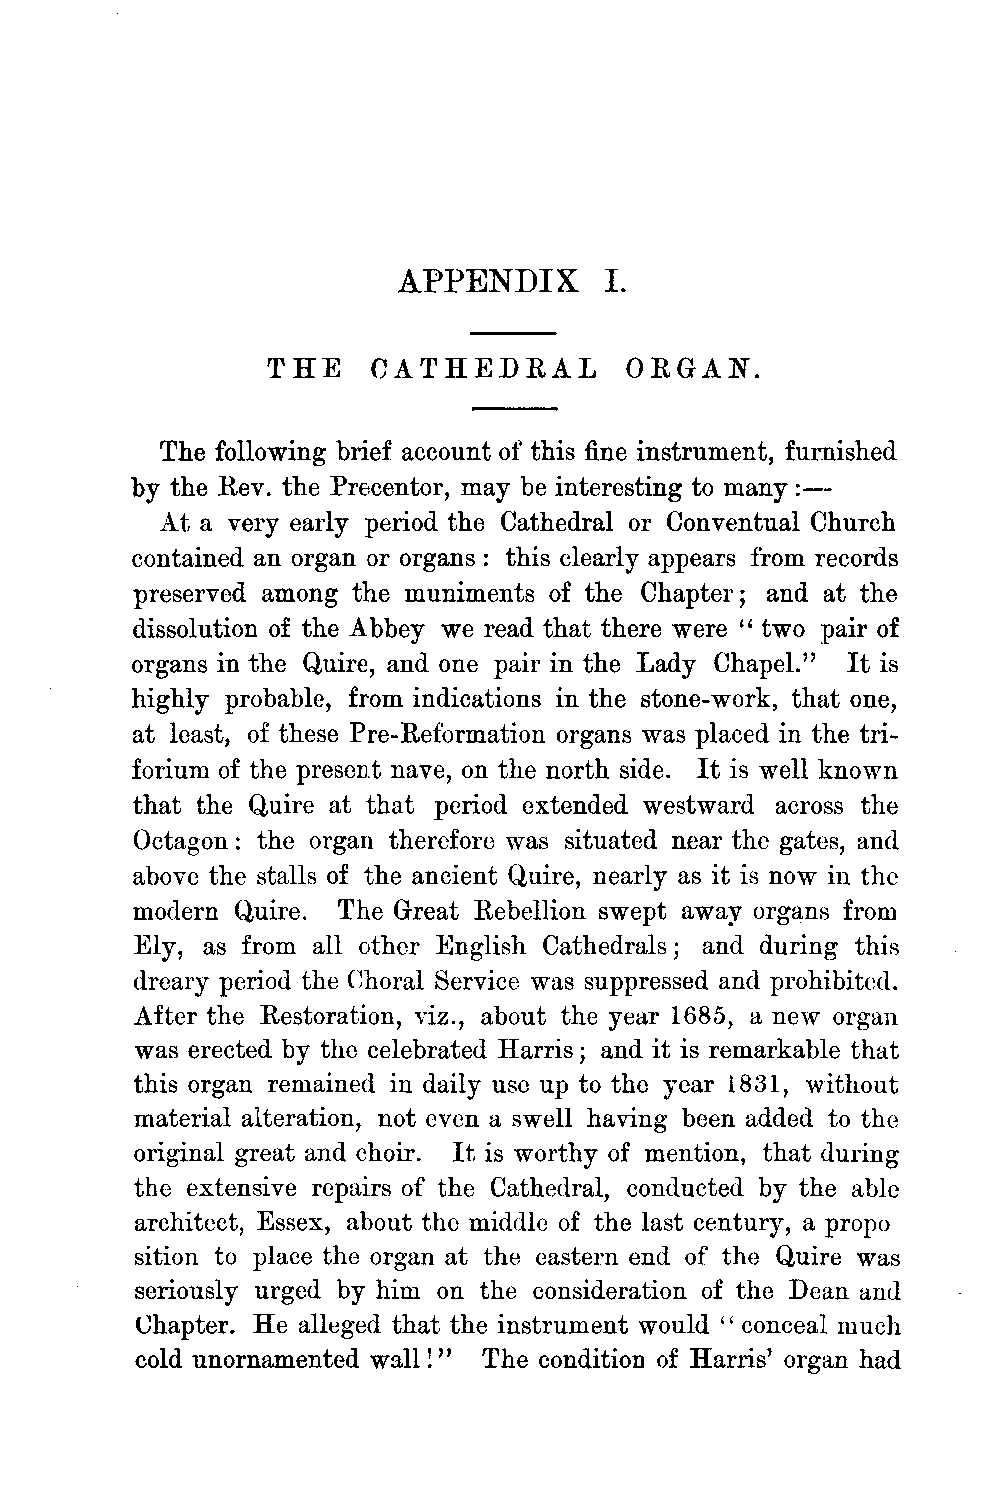 APPENDIX I.
THE CATHEDRAL ORGAN.
The following brief account of this fine instrument, furnished
by the Rev. the Precentor, may be interesting to many:—
At a very early period the Cathedral or Conventual Church
contained an organ or organs: this clearly appears from records
preserved among the muniments of the Chapter; and at the
dissolution of the Abbey we read that there were "two pair of
organs in the Quire, and one pair in the Lady Chapel." It is
highly probable, from indications in the stone-work, that one,
at least, of these Pre-Reformation organs was placed in the tri-
forium of the present nave, on the north side. It is well known
that the Quire at that period extended westward across the
Octagon: the organ therefore was situated near the gates, and
above the stalls of the ancient Quire, nearly as it is now in the
modern Quire. The Great Rebellion swept away organs from
Ely, as from all other English Cathedrals; and during this
dreary period the Choral Service was suppressed and prohibited.
After the Restoration, viz., about the year 1685, a new organ
was erected by the celebrated Harris; and it is remarkable that
this organ remained in daily use up to the year 1831, without
material alteration, not even a swell having been added to the
original great and choir. It is worthy of mention, that during
the extensive repairs of the Cathedral, conducted by the able
architect, Essex, about the middle of the last century, a propo
sition to place the organ at the eastern end of the Quire was
seriously urged by him on the consideration of the Dean and
Chapter. He alleged that the instrument would "conceal much
cold unornamented wall!" The condition of Harris' organ had